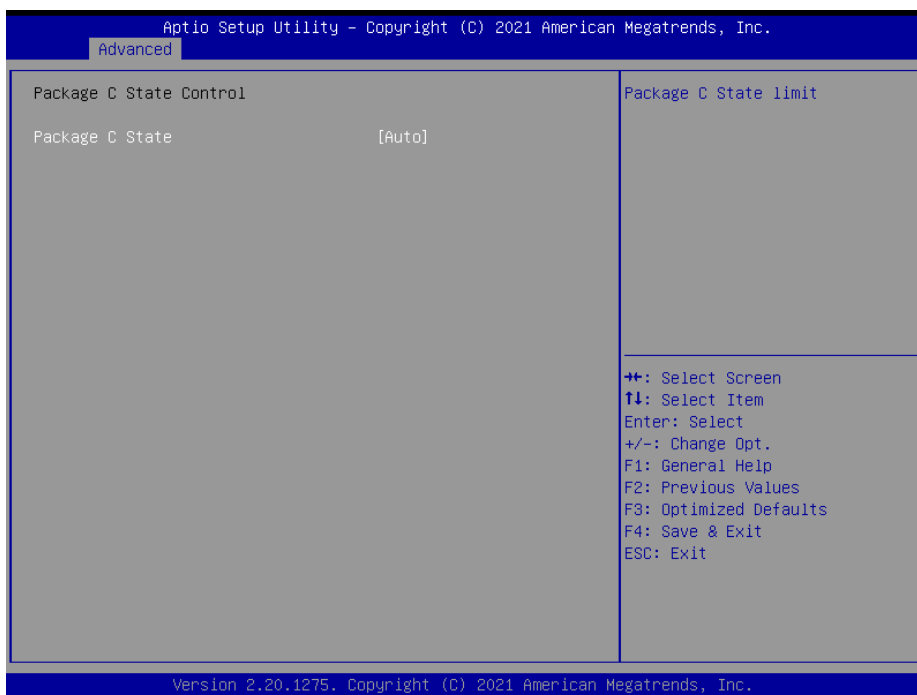 Aptio Setup Utility – Copyright (C) 2021 American Megatrends, Inc.
Advanced
Package C State Control
Package C State [Auto]
Package C State limit
→←: Select Screen
↑↓: Select Item
Enter: Select
+/-: Change Opt.
F1: General Help
F2: Previous Values
F3: Optimized Defaults
F4: Save & Exit
ESC: Exit
Version 2.20.1275. Copyright (C) 2021 American Megatrends, Inc.